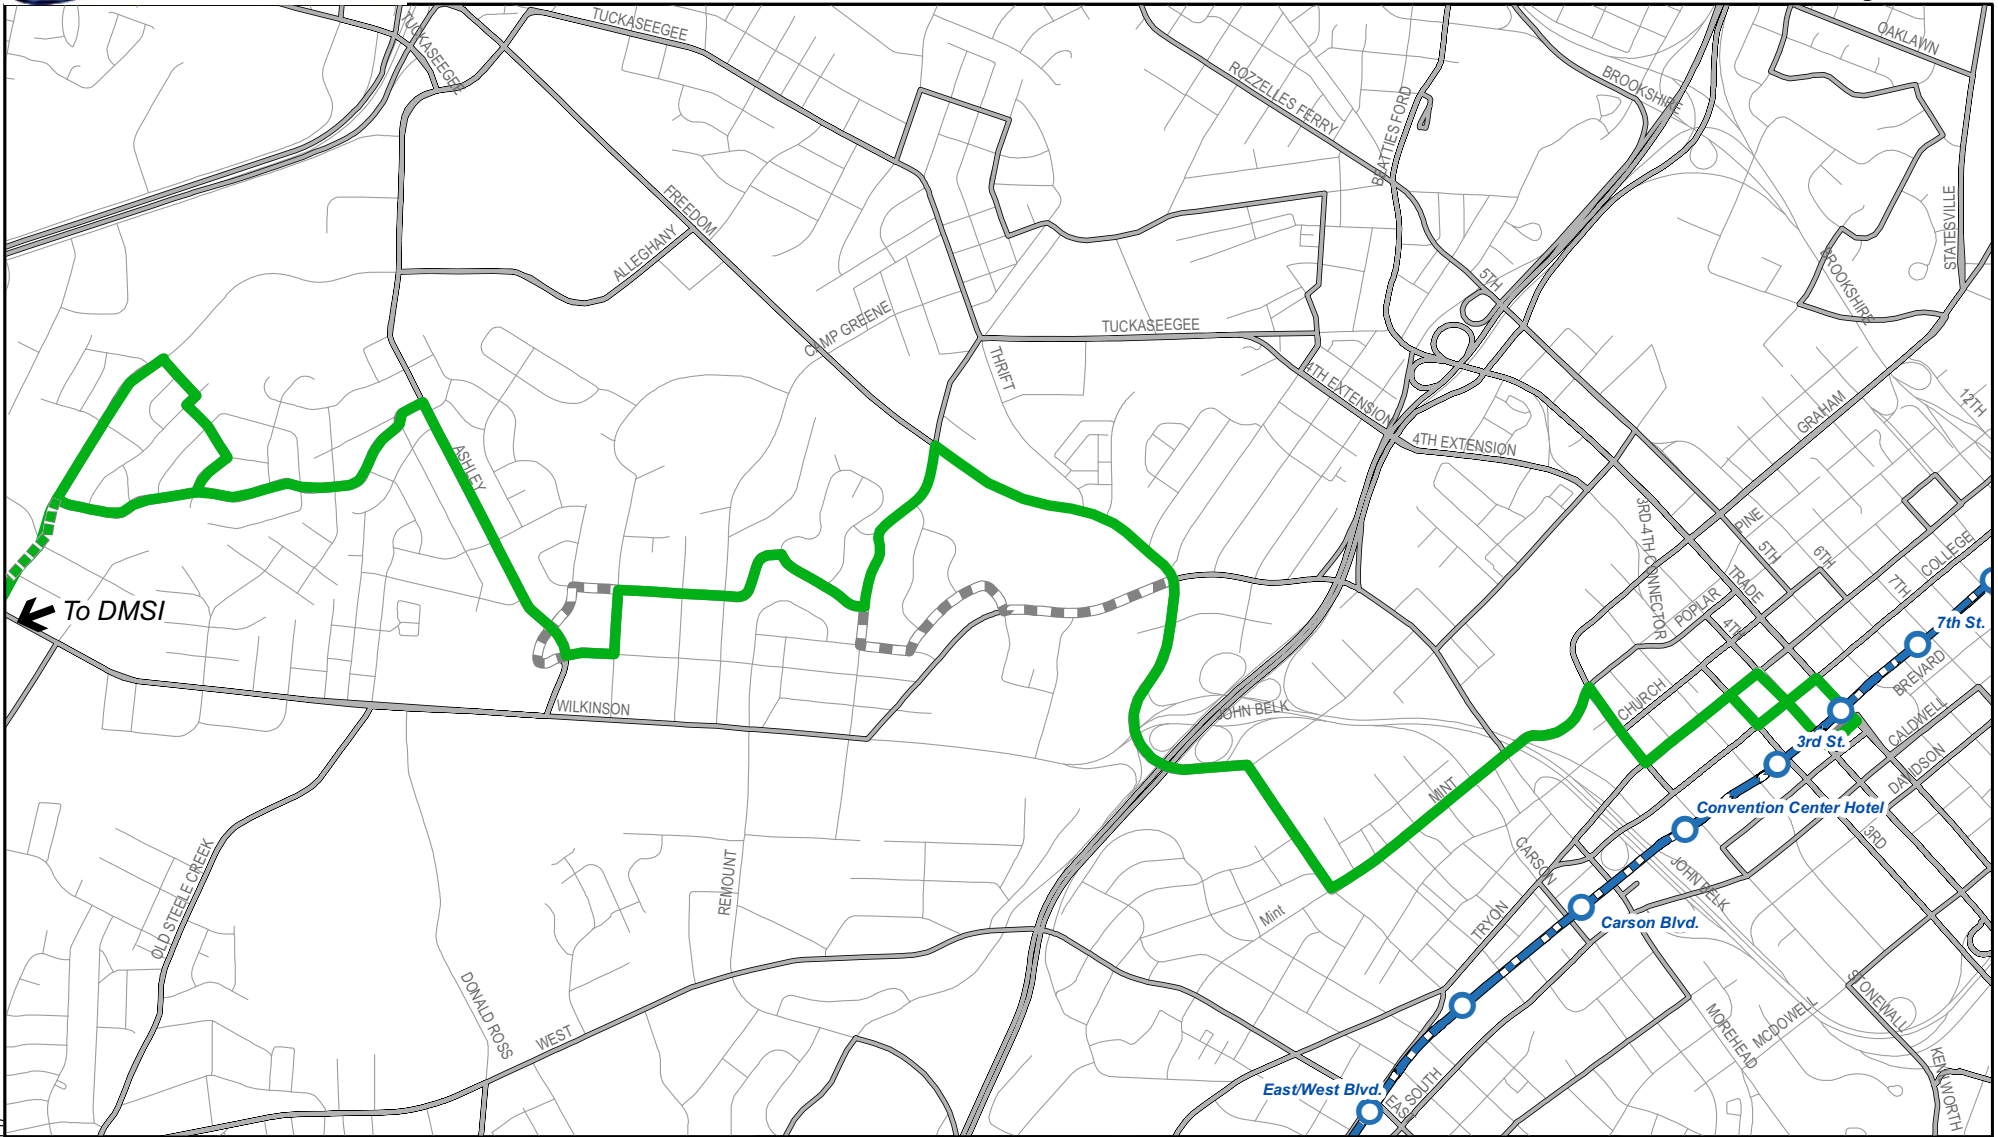 TUCKASEEGEE
TUCKASEEGEE
OAKLAWN
ROZZELLES FERRY
BROOKSHIRE
BEATTIES FORD
FREEDOM
ALLEGHANY
STATESVILLE
BROOKSHIRE
5TH
CAMP GREENE
TUCKASEEGEE
THRIFT
4TH EXTENSION
4TH EXTENSION
GRAHAM
12TH
ASHLEY
3RD-4TH CONNECTOR
PINE
5TH
6TH
COLLEGE
7TH
TRADE
POPLAR
4TH
To DMSI
7th St.
BREVARD
WILKINSON
JOHN BELK
CHURCH
CALDWELL
3rd St.
DAVIDSON
MINT
Convention Center Hotel
3RD
CARSON
JOHN BELK
OLD STEELE CREEK
REMOUNT
Mint
TRYON
Carson Blvd.
DONALD ROSS
WEST
STONEWALL
MOREHEAD
MCDOWELL
KENILWORTH
East/West Blvd.
EAST
SOUTH